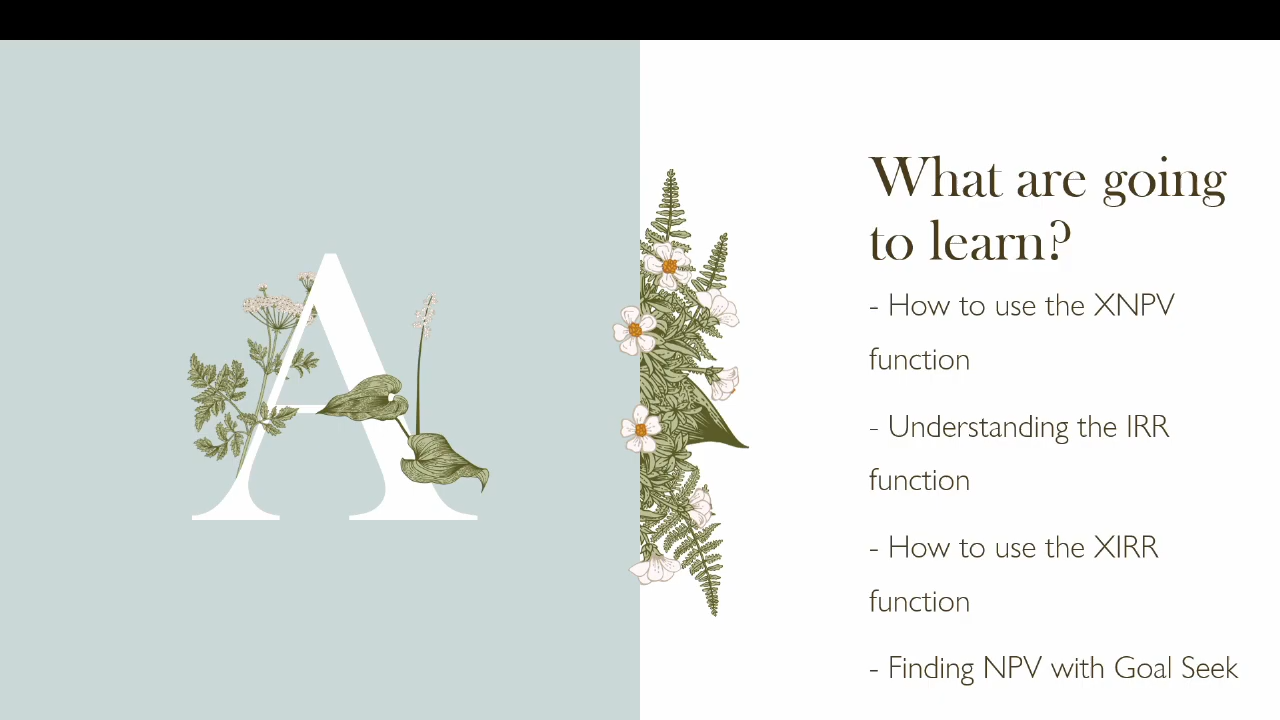 A
What are going
to learn?
- How to use the XNPV
function
- Understanding the IRR
function
- How to use the XIRR
function
- Finding NPV with Goal Seek